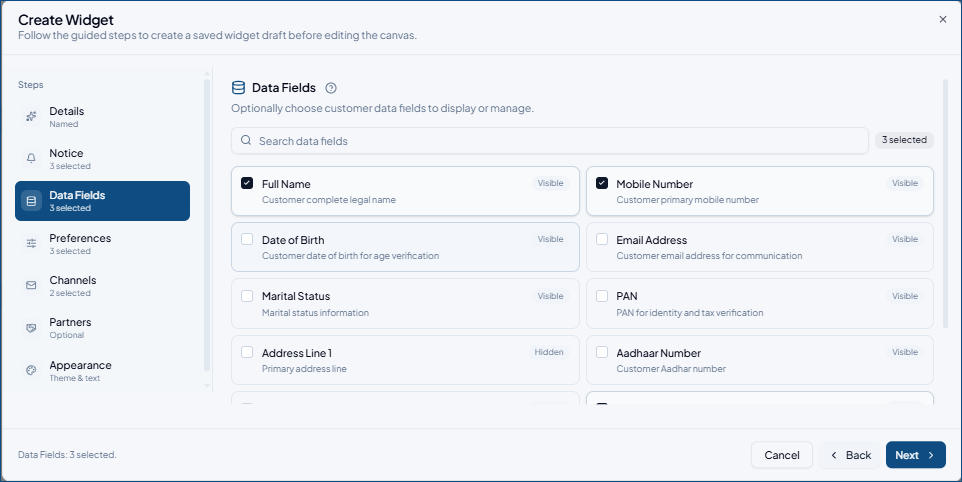 Create Widget
Follow the guided steps to create a saved widget draft before editing the canvas.
Steps
Details
Named
Notice
3 selected
Data Fields
3 selected
Preferences
3 selected
Channels
2 selected
Partners
Optional
Appearance
Theme & text
Data Fields
Optionally choose customer data fields to display or manage.
Search data fields
3 selected
Full Name Visible
Customer complete legal name
Mobile Number Visible
Customer primary mobile number
Date of Birth Visible
Customer date of birth for age verification
Email Address Visible
Customer email address for communication
Marital Status Visible
Marital status information
PAN Visible
PAN for identity and tax verification
Address Line 1 Hidden
Primary address line
Aadhaar Number Visible
Customer Aadhar number
Data Fields: 3 selected.
Cancel
Back
Next